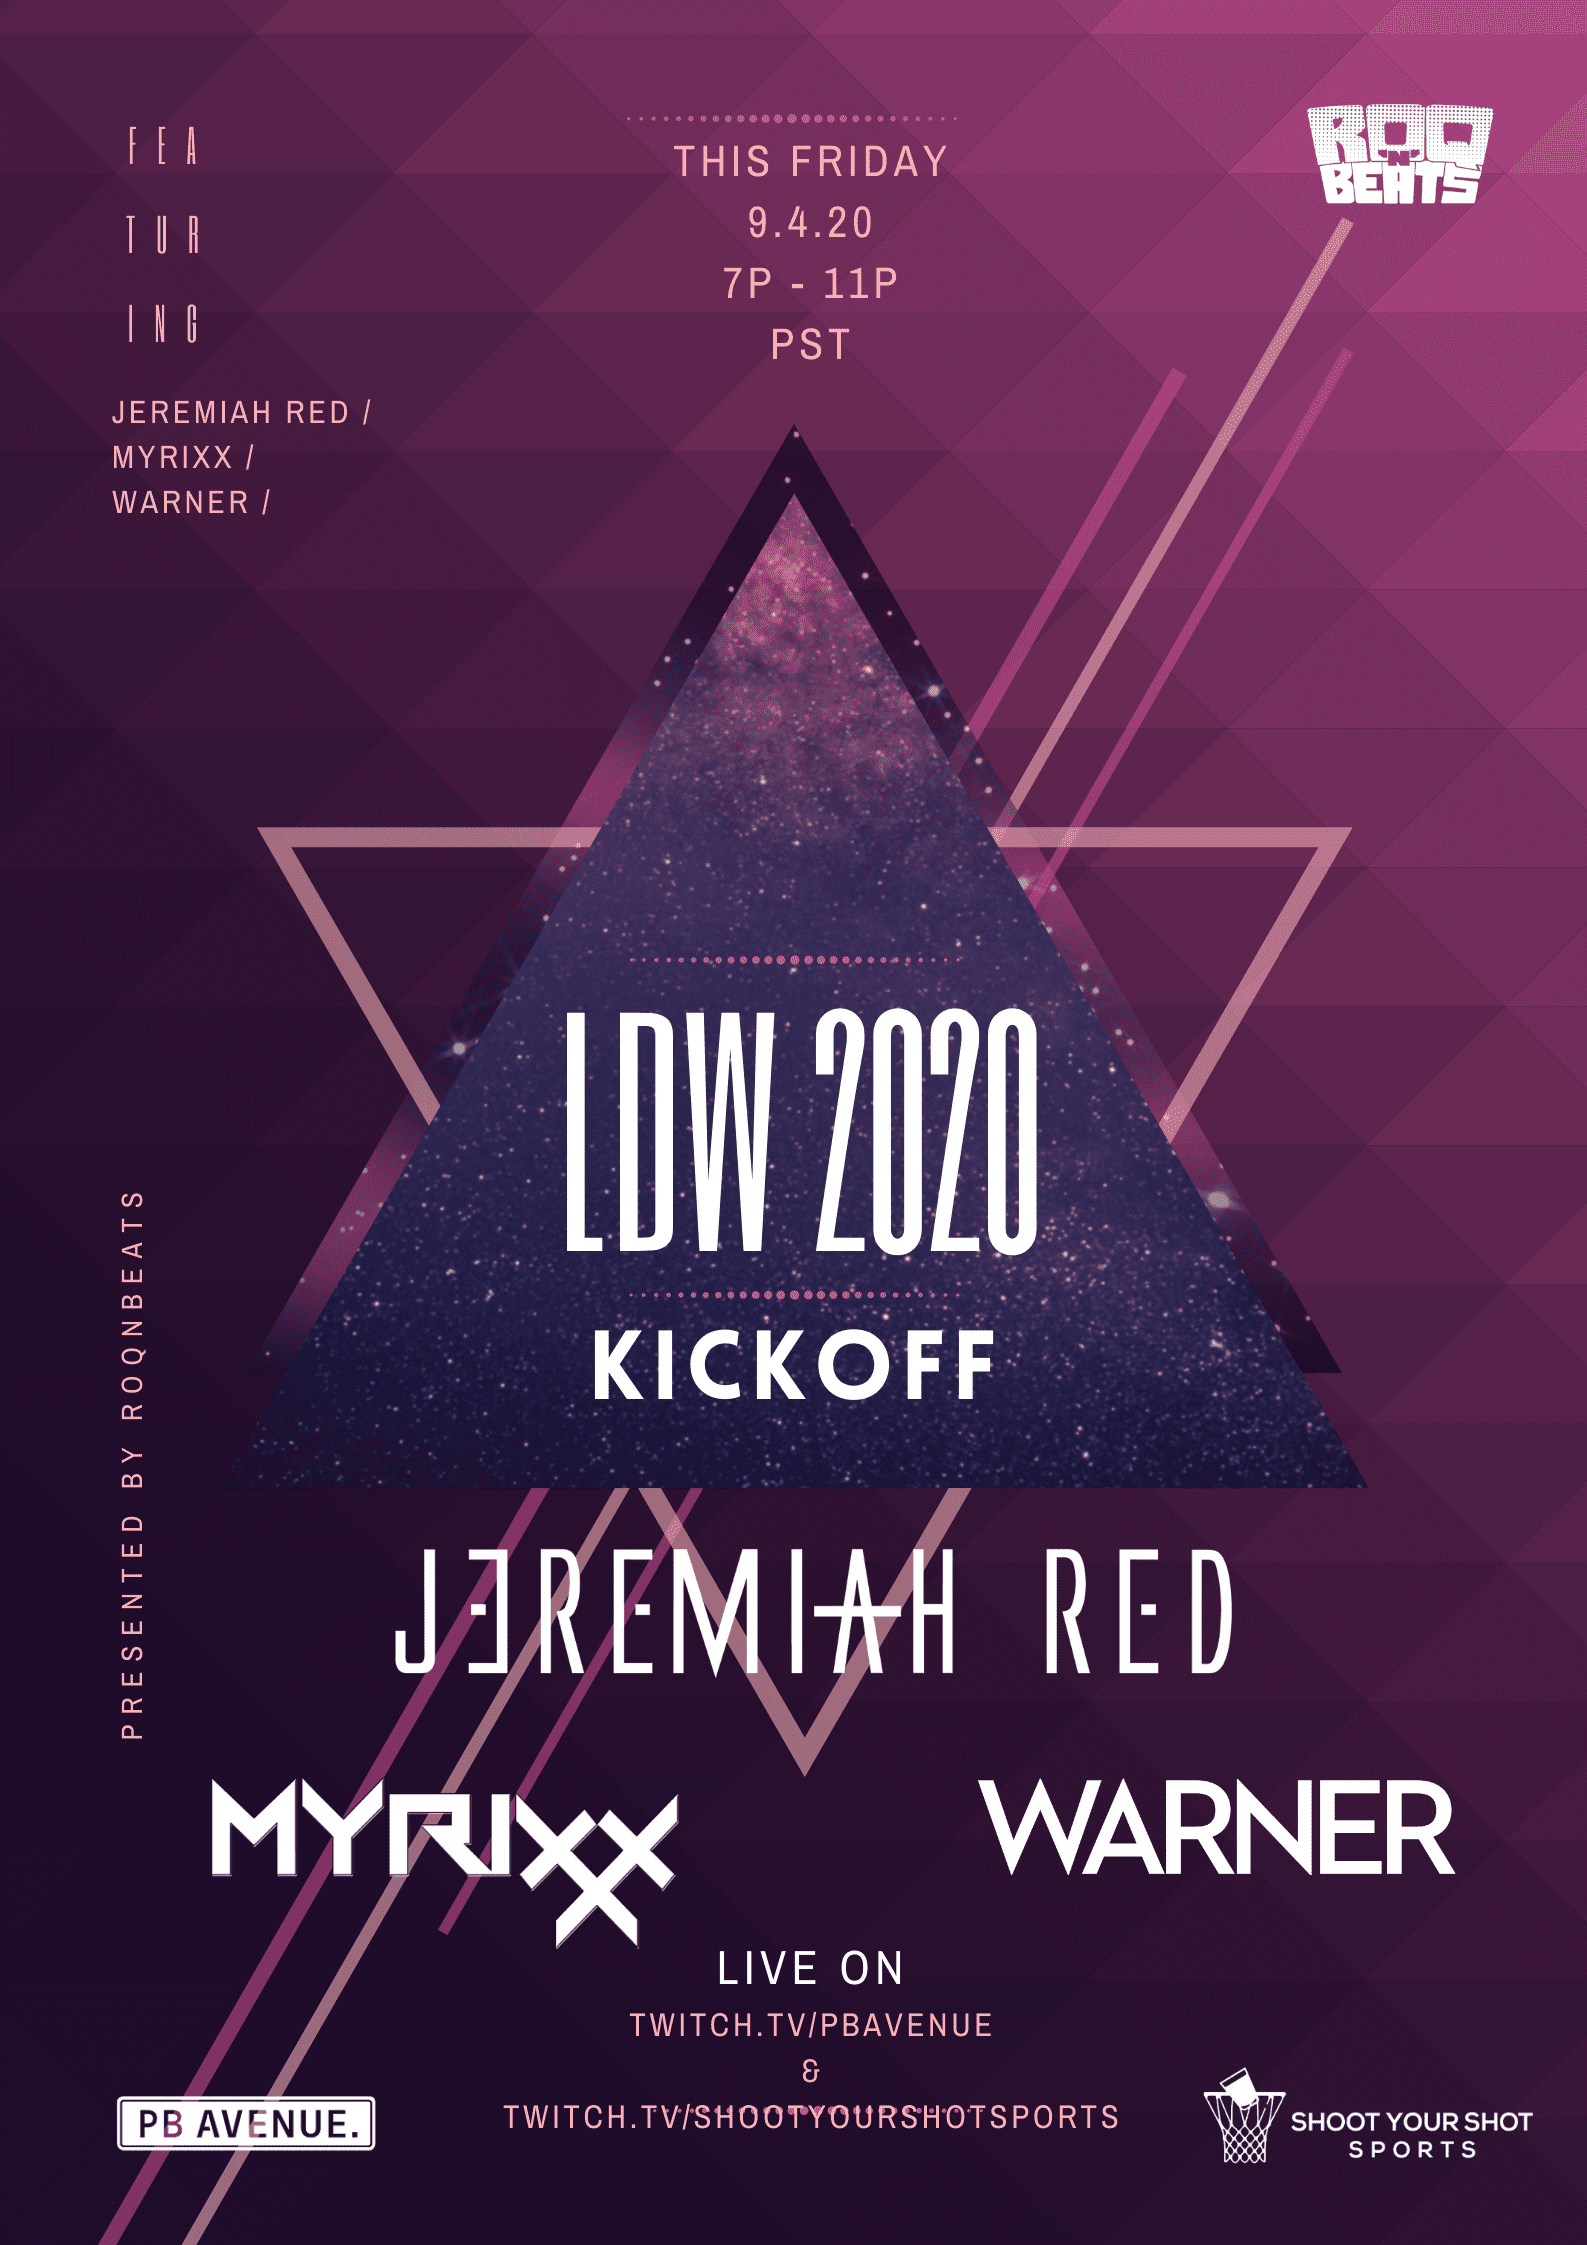 FEA
TUR
ING
JEREMIAH RED /
MYRIXX /
WARNER /
THIS FRIDAY
9.4.20
7P - 11P
PST
ROQ
N
BEATS
LDW 2020
KICKOFF
PRESENTED BY ROQNBEATS
JEREMIAH RED
MYRIXX
WARNER
LIVE ON
TWITCH.TV/PBAVENUE
&
TWITCH.TV/SHOOTYOURSHOTSPORTS
PB AVENUE.
SHOOT YOUR SHOT
SPORTS